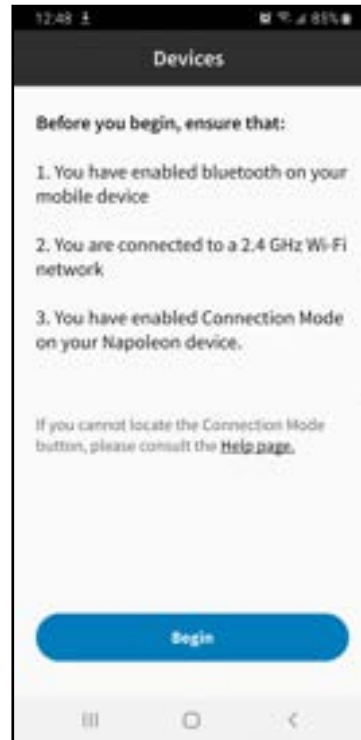 12:48 85%
Devices
Before you begin, ensure that:
1. You have enabled bluetooth on your
mobile device
2. You are connected to a 2.4 GHz Wi-Fi
network
3. You have enabled Connection Mode
on your Napoleon device.
If you cannot locate the Connection Mode
button, please consult the Help page.
Begin